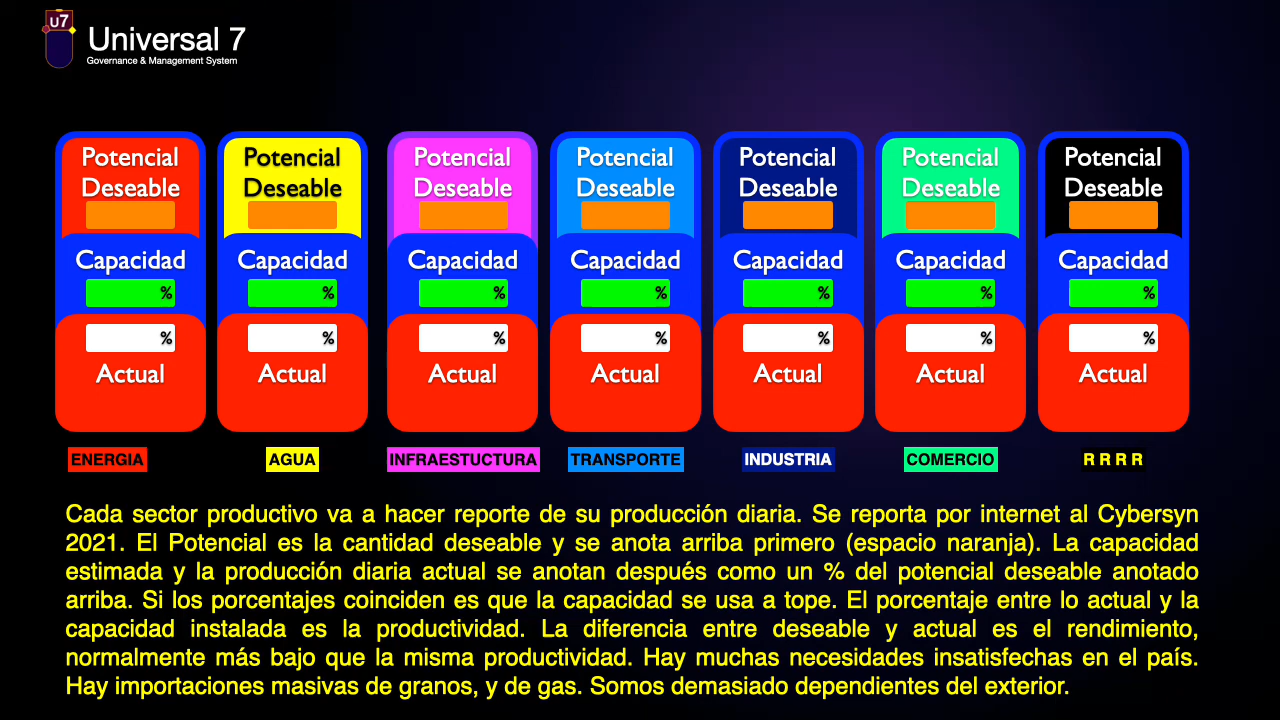 U7
Universal 7
Governance & Management System
Potencial Deseable
Capacidad
%
%
Actual
ENERGIA
Potencial Deseable
Capacidad
%
%
Actual
AGUA
Potencial Deseable
Capacidad
%
%
Actual
INFRAESTUCTURA
Potencial Deseable
Capacidad
%
%
Actual
TRANSPORTE
Potencial Deseable
Capacidad
%
%
Actual
INDUSTRIA
Potencial Deseable
Capacidad
%
%
Actual
COMERCIO
Potencial Deseable
Capacidad
%
%
Actual
R R R R
Cada sector productivo va a hacer reporte de su producción diaria. Se reporta por internet al Cybersyn
2021. El Potencial es la cantidad deseable y se anota arriba primero (espacio naranja). La capacidad
estimada y la producción diaria actual se anotan después como un % del potencial deseable anotado
arriba. Si los porcentajes coinciden es que la capacidad se usa a tope. El porcentaje entre lo actual y la
capacidad instalada es la productividad. La diferencia entre deseable y actual es el rendimiento,
normalmente más bajo que la misma productividad. Hay muchas necesidades insatisfechas en el país.
Hay importaciones masivas de granos, y de gas. Somos demasiado dependientes del exterior.